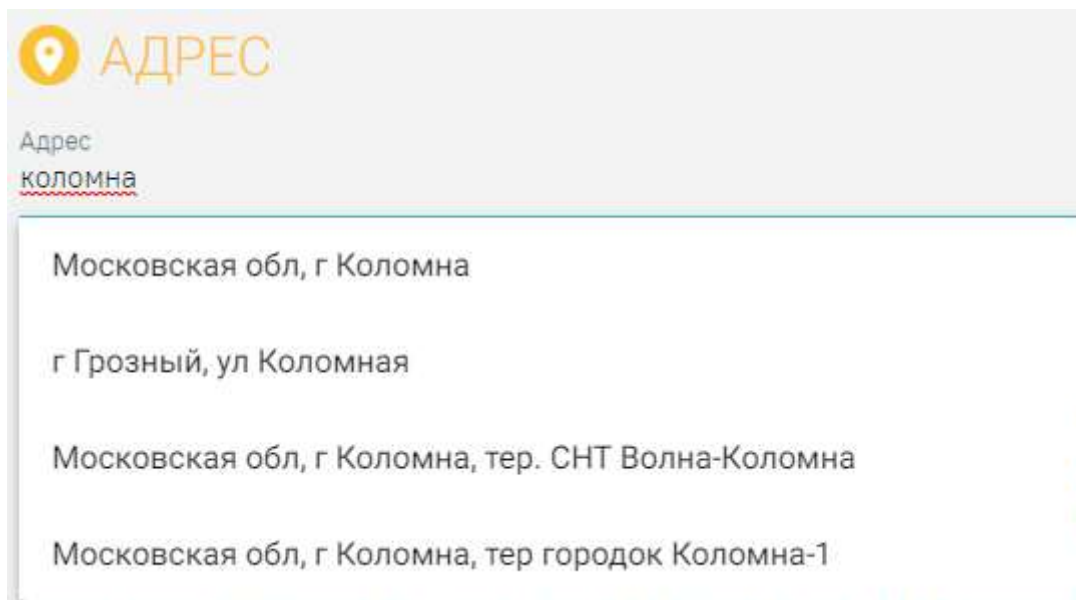 АДРЕС
Адрес
коломна
Московская обл, г Коломна
г Грозный, ул Коломная
Московская обл, г Коломна, тер. СНТ Волна-Коломна
Московская обл, г Коломна, тер городок Коломна-1